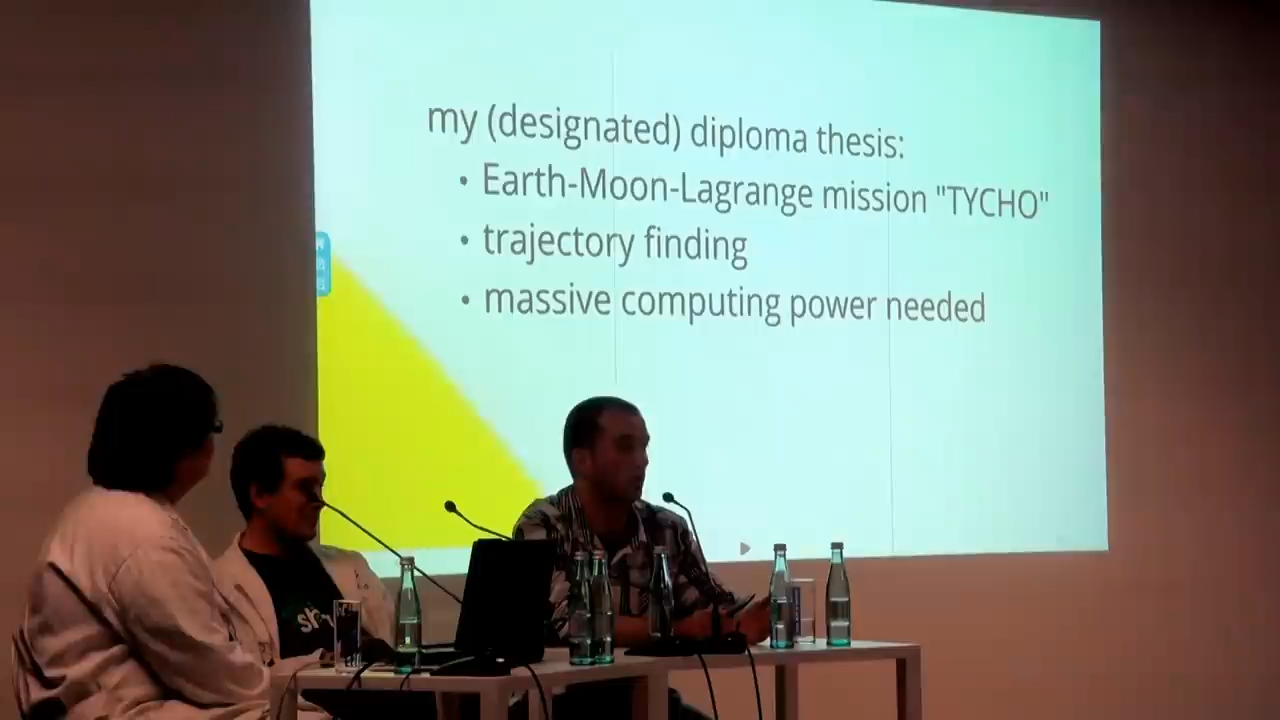 my (designated) diploma thesis:
• Earth-Moon-Lagrange mission "TYCHO"
• trajectory finding
• massive computing power needed